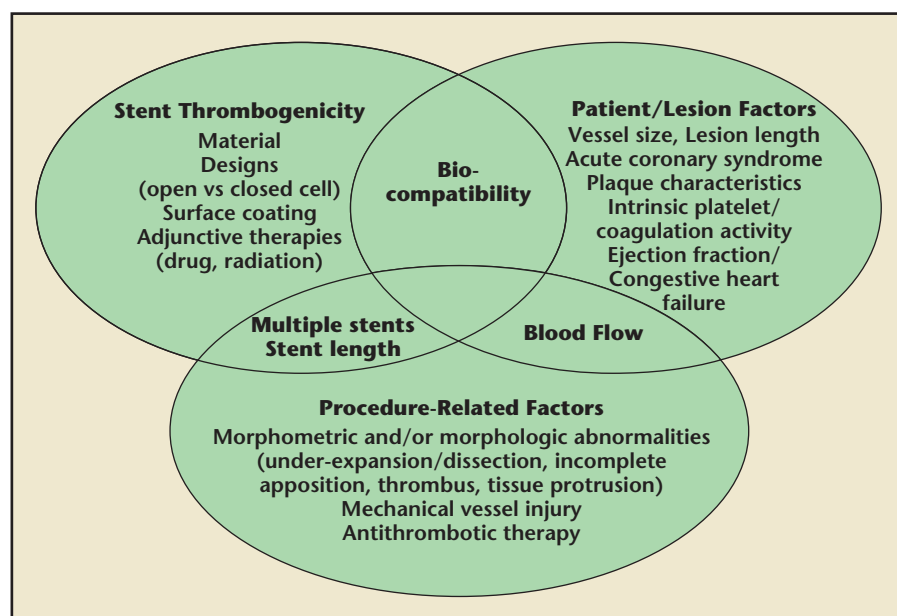 Stent Thrombogenicity
Material
Designs
(open vs closed cell)
Surface coating
Adjunctive therapies
(drug, radiation)
Bio-
compatibility
Patient/Lesion Factors
Vessel size, Lesion length
Acute coronary syndrome
Plaque characteristics
Intrinsic platelet/
coagulation activity
Ejection fraction/
Congestive heart
failure
Multiple stents
Stent length
Blood Flow
Procedure-Related Factors
Morphometric and/or morphologic abnormalities
(under-expansion/dissection, incomplete
apposition, thrombus, tissue protrusion)
Mechanical vessel injury
Antithrombotic therapy